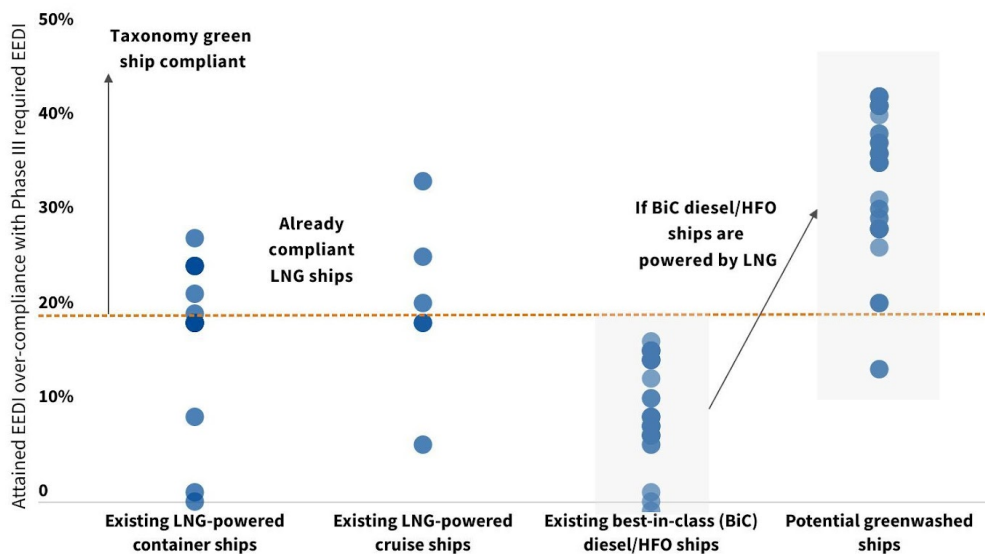 Attained EEDI over-compliance with Phase III required EEDI
50%
40%
30%
20%
10%
0
Taxonomy green
ship compliant
Already
compliant
LNG ships
If BiC diesel/HFO
ships are
powered by LNG
Existing LNG-powered
container ships
Existing LNG-powered
cruise ships
Existing best-in-class (BiC)
diesel/HFO ships
Potential greenwashed
ships